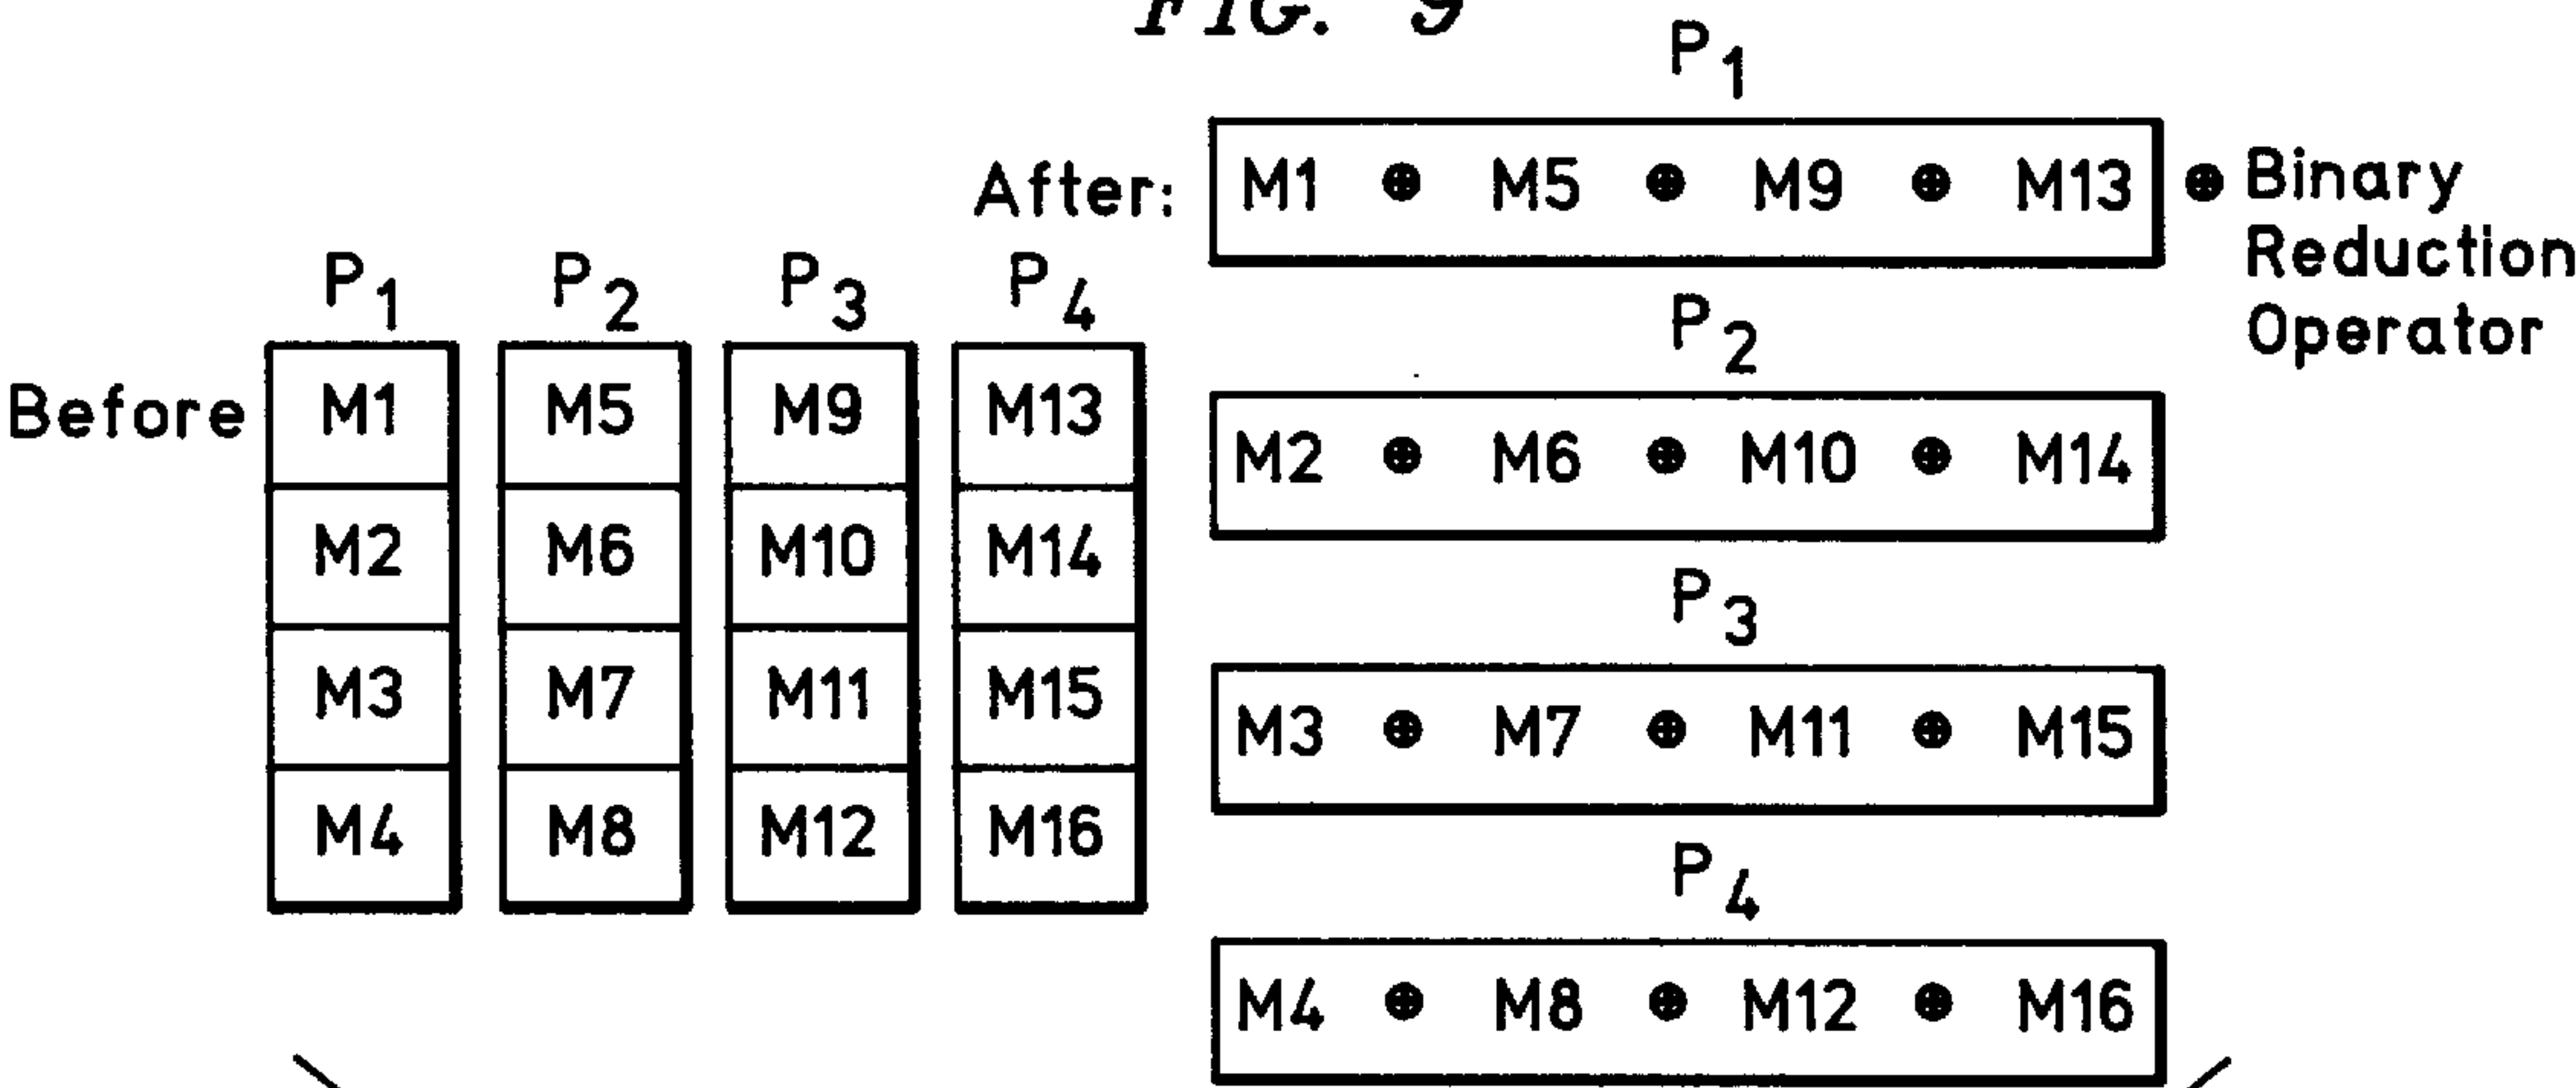 FIG. 9
P1
After: M1 ⊕ M5 ⊕ M9 ⊕ M13 ⊕ Binary
Reduction
Operator
P1 P2 P3 P4
P2
Before M1 M5 M9 M13
M2 ⊕ M6 ⊕ M10 ⊕ M14
M2 M6 M10 M14
P3
M3 M7 M11 M15
M3 ⊕ M7 ⊕ M11 ⊕ M15
M4 M8 M12 M16
P4
M4 ⊕ M8 ⊕ M12 ⊕ M16